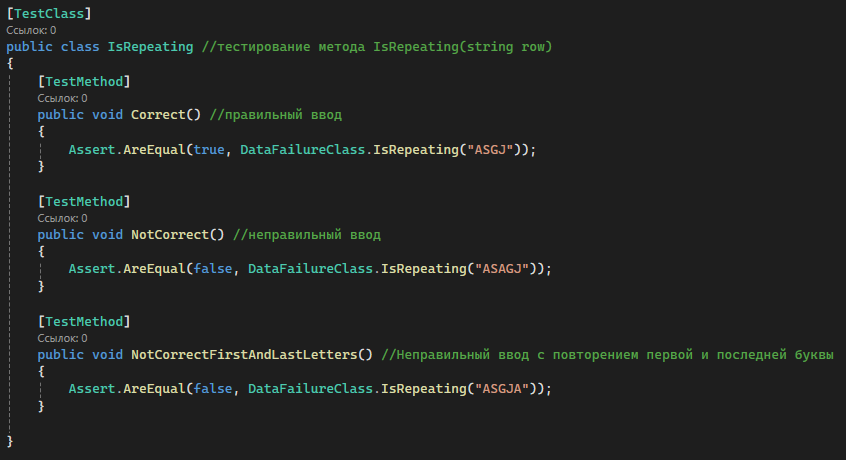 [TestClass]
Ссылок: 0
public class IsRepeating //тестирование метода IsRepeating(string row)
{
[TestMethod]
Ссылок: 0
public void Correct() //правильный ввод
{
Assert.AreEqual(true, DataFailureClass.IsRepeating("ASGJ"));
}
[TestMethod]
Ссылок: 0
public void NotCorrect() //неправильный ввод
{
Assert.AreEqual(false, DataFailureClass.IsRepeating("ASAGJ"));
}
[TestMethod]
Ссылок: 0
public void NotCorrectFirstAndLastLetters() //Неправильный ввод с повторением первой и последней буквы
{
Assert.AreEqual(false, DataFailureClass.IsRepeating("ASGJA"));
}
}